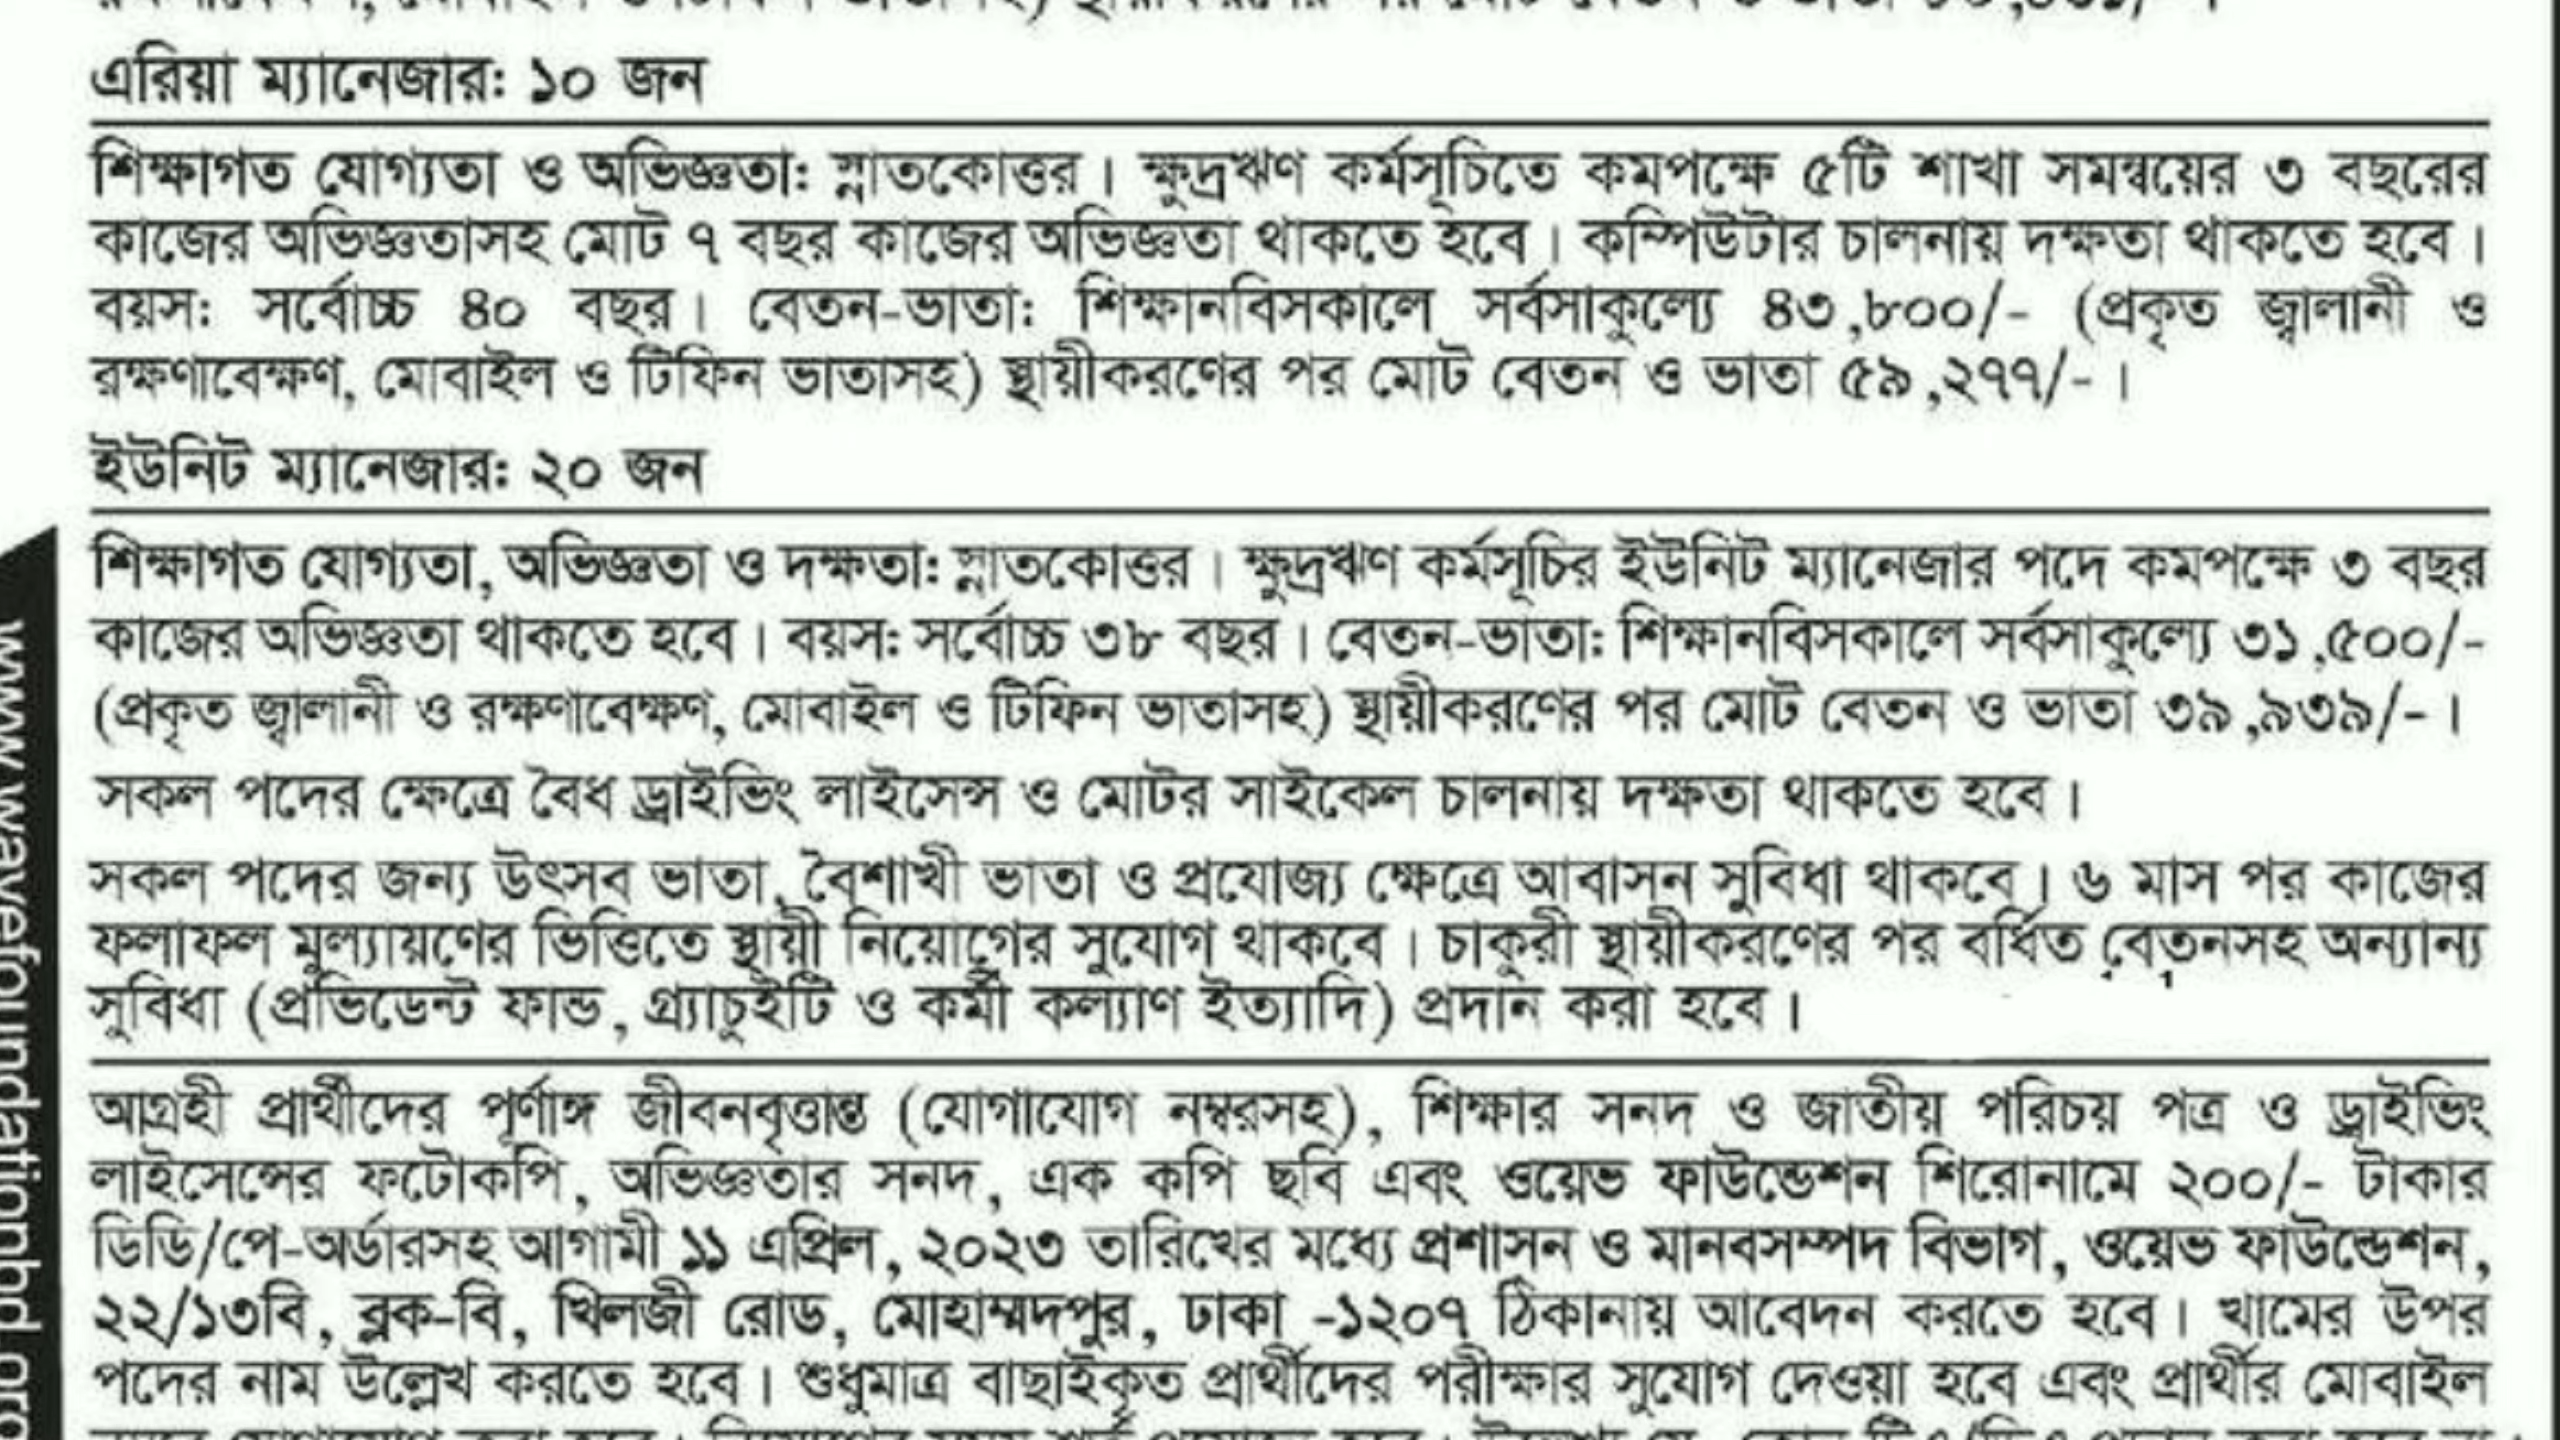 এরিয়া ম্যানেজার: ১০ জন
শিক্ষাগত যোগ্যতা ও অভিজ্ঞতা: স্নাতকোত্তর। ক্ষুদ্রঋণ কর্মসূচিতে কমপক্ষে ৫টি শাখা সমন্বয়ের ৩ বছরের
কাজের অভিজ্ঞতাসহ মোট ৭ বছর কাজের অভিজ্ঞতা থাকতে হবে। কম্পিউটার চালনায় দক্ষতা থাকতে হবে।
বয়স: সর্বোচ্চ ৪০ বছর। বেতন-ভাতা: শিক্ষানবিসকালে সর্বসাকুল্যে ৪৩,৮০০/- (প্রকৃত জ্বালানী ও
রক্ষণাবেক্ষণ, মোবাইল ও টিফিন ভাতাসহ) স্থায়ীকরণের পর মোট বেতন ও ভাতা ৫৯,২৭৭/-।
ইউনিট ম্যানেজার: ২০ জন
শিক্ষাগত যোগ্যতা, অভিজ্ঞতা ও দক্ষতা: স্নাতকোত্তর। ক্ষুদ্রঋণ কর্মসূচির ইউনিট ম্যানেজার পদে কমপক্ষে ৩ বছর
কাজের অভিজ্ঞতা থাকতে হবে। বয়স: সর্বোচ্চ ৩৮ বছর। বেতন-ভাতা: শিক্ষানবিসকালে সর্বসাকুল্যে ৩১,৫০০/-
(প্রকৃত জ্বালানী ও রক্ষণাবেক্ষণ, মোবাইল ও টিফিন ভাতাসহ) স্থায়ীকরণের পর মোট বেতন ও ভাতা ৩৯,৯৩৯/-।
সকল পদের ক্ষেত্রে বৈধ ড্রাইভিং লাইসেন্স ও মোটর সাইকেল চালনায় দক্ষতা থাকতে হবে।
সকল পদের জন্য উৎসব ভাতা, বৈশাখী ভাতা ও প্রযোজ্য ক্ষেত্রে আবাসন সুবিধা থাকবে। ৬ মাস পর কাজের
ফলাফল মুল্যায়ণের ভিত্তিতে স্থায়ী নিয়োগের সুযোগ থাকবে। চাকুরী স্থায়ীকরণের পর বর্ধিত বেতনসহ অন্যান্য
সুবিধা (প্রভিডেন্ট ফান্ড, গ্র্যাচুইটি ও কর্মী কল্যাণ ইত্যাদি) প্রদান করা হবে।
আগ্রহী প্রার্থীদের পূর্ণাঙ্গ জীবনবৃত্তান্ত (যোগাযোগ নম্বরসহ), শিক্ষার সনদ ও জাতীয় পরিচয় পত্র ও ড্রাইভিং
লাইসেন্সের ফটোকপি, অভিজ্ঞতার সনদ, এক কপি ছবি এবং ওয়েভ ফাউন্ডেশন শিরোনামে ২০০/- টাকার
ডিডি/পে-অর্ডারসহ আগামী ১১ এপ্রিল, ২০২৩ তারিখের মধ্যে প্রশাসন ও মানবসম্পদ বিভাগ, ওয়েভ ফাউন্ডেশন,
২২/১৩বি, ব্লক-বি, খিলজী রোড, মোহাম্মদপুর, ঢাকা -১২০৭ ঠিকানায় আবেদন করতে হবে। খামের উপর
পদের নাম উল্লেখ করতে হবে। শুধুমাত্র বাছাইকৃত প্রার্থীদের পরীক্ষার সুযোগ দেওয়া হবে এবং প্রার্থীর মোবাইল
www.wavefoundationbd.org